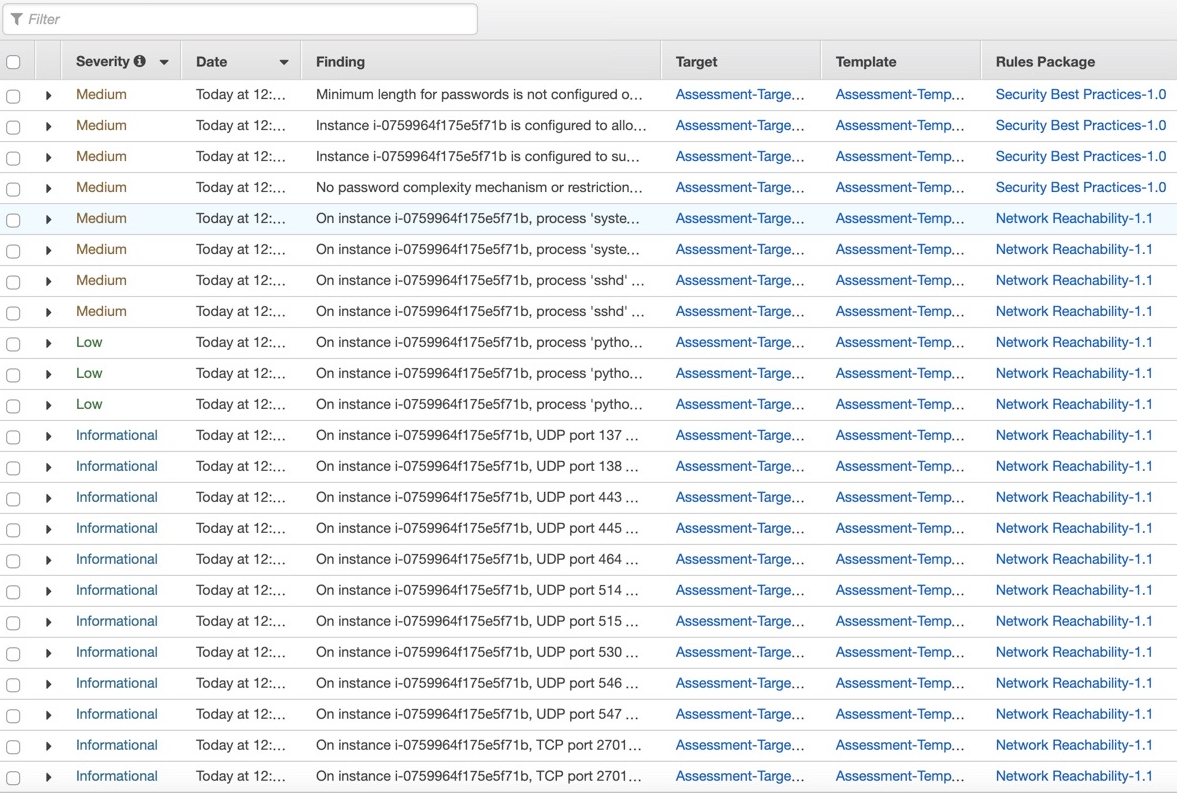 Filter
Severity Date Finding Target Template Rules Package
Medium Today at 12:... Minimum length for passwords is not configured o... Assessment-Targe... Assessment-Temp... Security Best Practices-1.0
Medium Today at 12:... Instance i-0759964f175e5f71b is configured to allo... Assessment-Targe... Assessment-Temp... Security Best Practices-1.0
Medium Today at 12:... Instance i-0759964f175e5f71b is configured to su... Assessment-Targe... Assessment-Temp... Security Best Practices-1.0
Medium Today at 12:... No password complexity mechanism or restriction... Assessment-Targe... Assessment-Temp... Security Best Practices-1.0
Medium Today at 12:... On instance i-0759964f175e5f71b, process 'syste... Assessment-Targe... Assessment-Temp... Network Reachability-1.1
Medium Today at 12:... On instance i-0759964f175e5f71b, process 'syste... Assessment-Targe... Assessment-Temp... Network Reachability-1.1
Medium Today at 12:... On instance i-0759964f175e5f71b, process 'sshd' ... Assessment-Targe... Assessment-Temp... Network Reachability-1.1
Medium Today at 12:... On instance i-0759964f175e5f71b, process 'sshd' ... Assessment-Targe... Assessment-Temp... Network Reachability-1.1
Low Today at 12:... On instance i-0759964f175e5f71b, process 'pytho... Assessment-Targe... Assessment-Temp... Network Reachability-1.1
Low Today at 12:... On instance i-0759964f175e5f71b, process 'pytho... Assessment-Targe... Assessment-Temp... Network Reachability-1.1
Low Today at 12:... On instance i-0759964f175e5f71b, process 'pytho... Assessment-Targe... Assessment-Temp... Network Reachability-1.1
Informational Today at 12:... On instance i-0759964f175e5f71b, UDP port 137 ... Assessment-Targe... Assessment-Temp... Network Reachability-1.1
Informational Today at 12:... On instance i-0759964f175e5f71b, UDP port 138 ... Assessment-Targe... Assessment-Temp... Network Reachability-1.1
Informational Today at 12:... On instance i-0759964f175e5f71b, UDP port 443 ... Assessment-Targe... Assessment-Temp... Network Reachability-1.1
Informational Today at 12:... On instance i-0759964f175e5f71b, UDP port 445 ... Assessment-Targe... Assessment-Temp... Network Reachability-1.1
Informational Today at 12:... On instance i-0759964f175e5f71b, UDP port 464 ... Assessment-Targe... Assessment-Temp... Network Reachability-1.1
Informational Today at 12:... On instance i-0759964f175e5f71b, UDP port 514 ... Assessment-Targe... Assessment-Temp... Network Reachability-1.1
Informational Today at 12:... On instance i-0759964f175e5f71b, UDP port 515 ... Assessment-Targe... Assessment-Temp... Network Reachability-1.1
Informational Today at 12:... On instance i-0759964f175e5f71b, UDP port 530 ... Assessment-Targe... Assessment-Temp... Network Reachability-1.1
Informational Today at 12:... On instance i-0759964f175e5f71b, UDP port 546 ... Assessment-Targe... Assessment-Temp... Network Reachability-1.1
Informational Today at 12:... On instance i-0759964f175e5f71b, UDP port 547 ... Assessment-Targe... Assessment-Temp... Network Reachability-1.1
Informational Today at 12:... On instance i-0759964f175e5f71b, TCP port 2701... Assessment-Targe... Assessment-Temp... Network Reachability-1.1
Informational Today at 12:... On instance i-0759964f175e5f71b, TCP port 2701... Assessment-Targe... Assessment-Temp... Network Reachability-1.1